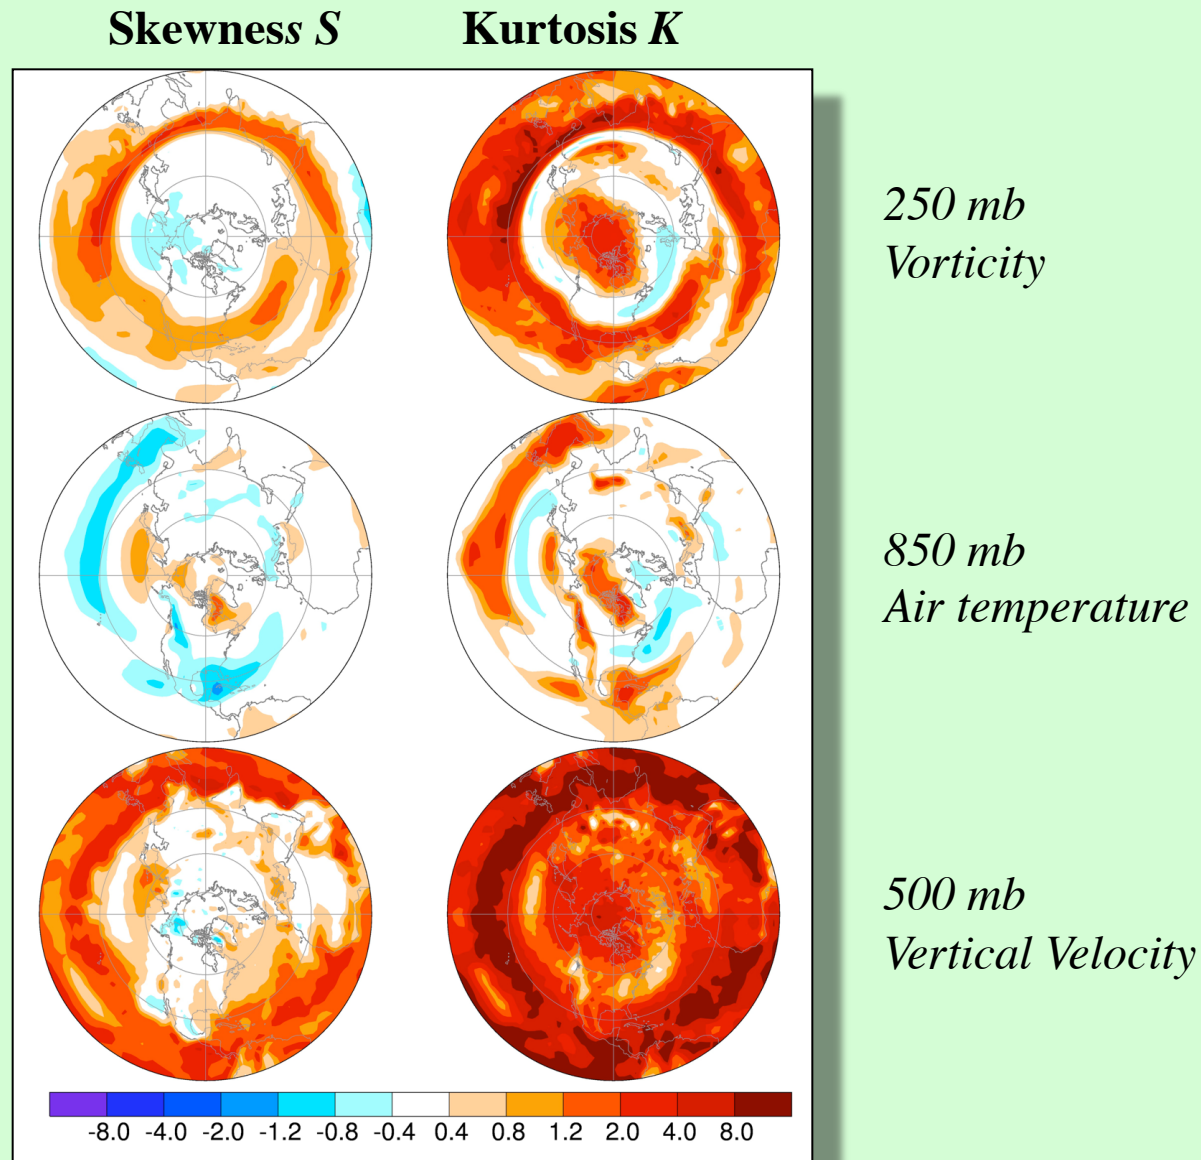 Skewness S
Kurtosis K
250 mb
Vorticity
850 mb
Air temperature
500 mb
Vertical Velocity
-8.0 -4.0 -2.0 -1.2 -0.8 -0.4 0.4 0.8 1.2 2.0 4.0 8.0